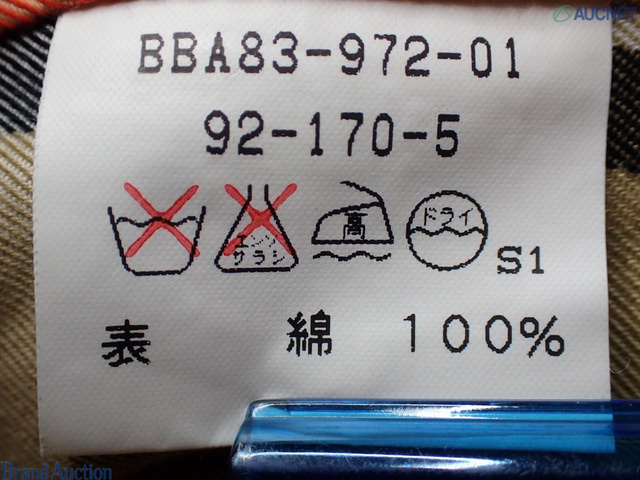 AUCNET
BBA83-972-01
92-170-5
エンソ
サラシ
高
ドライ
S1
表 綿 100%
Brand Auction